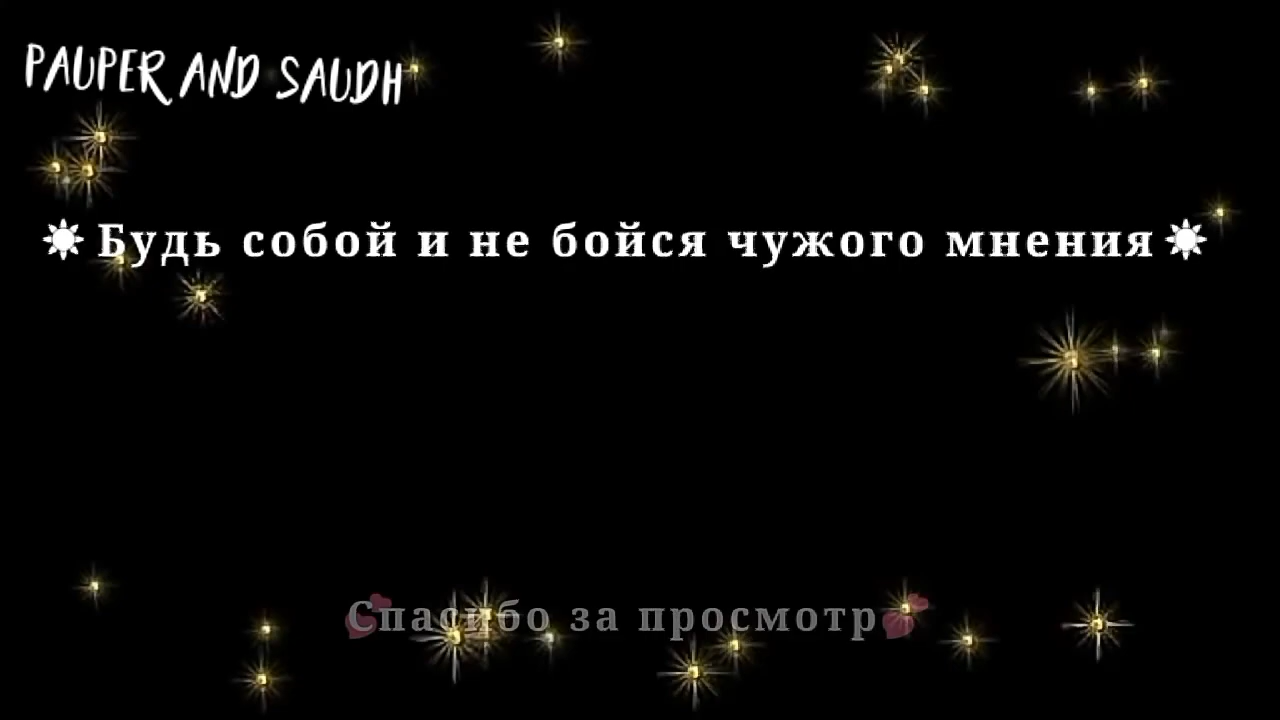 PAUPER AND SAUDH
☀Будь собой и не бойся чужого мнения☀
💕Спасибо за просмотр💕